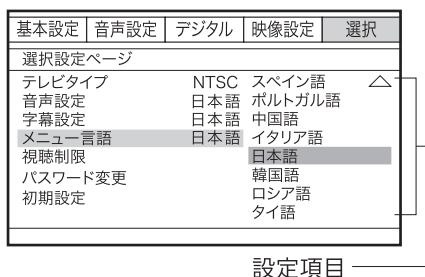 基本設定 音声設定 デジタル 映像設定 選択
選択設定ページ
テレビタイプ NTSC スペイン語 △
音声設定 日本語 ポルトガル語
字幕設定 日本語 中国語
メニュー言語 日本語 イタリア語
視聴制限 日本語
パスワード変更 韓国語
初期設定 ロシア語
タイ語
設定項目